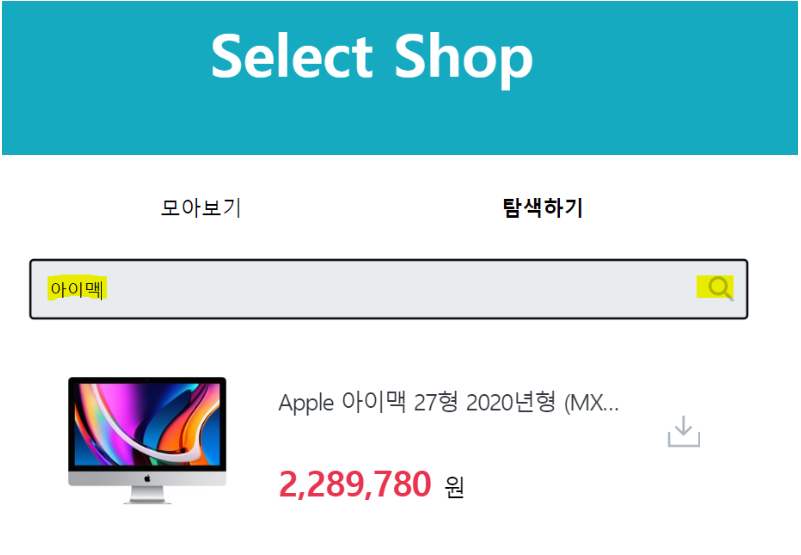 Select Shop
모아보기 탐색하기
아이맥
Apple 아이맥 27형 2020년형 (MX...
2,289,780 원